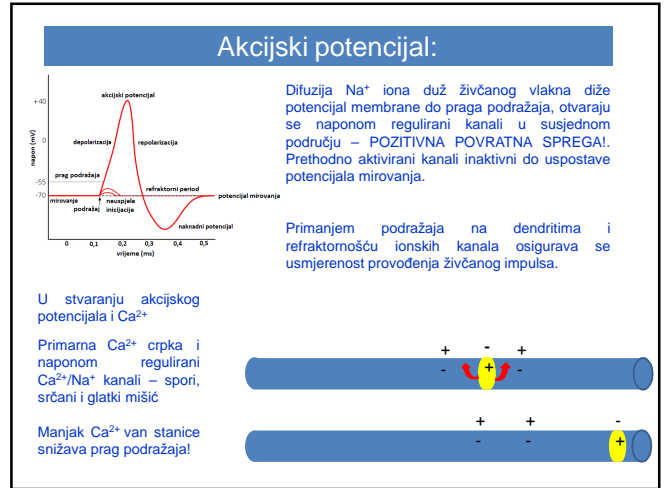 Akcijski potencijal:
akcijski potencijal
+40
depolarizacija
repolarizacija
0
napon (mV)
prag podražaja
-55
refraktorni period
-70
potencijal mirovanja
mirovanje
podražaj
neuspjele
inicijacije
naknadni potencijal
0 0,1 0,2 0,3 0,4 0,5
vrijeme (ms)
Difuzija Na⁺ iona duž živčanog vlakna diže
potencijal membrane do praga podražaja, otvaraju
se naponom regulirani kanali u susjednom
području – POZITIVNA POVRATNA SPREGA!.
Prethodno aktivirani kanali inaktivni do uspostave
potencijala mirovanja.
Primanjem podražaja na dendritima i
refraktornošću ionskih kanala osigurava se
usmjerenost provođenja živčanog impulsa.
U stvaranju akcijskog
potencijala i Ca²⁺
Primarna Ca²⁺ crpka i
naponom regulirani
Ca²⁺/Na⁺ kanali – spori,
srčani i glatki mišić
Manjak Ca²⁺ van stanice
snižava prag podražaja!
+ - +
- + -
+ + -
- - +